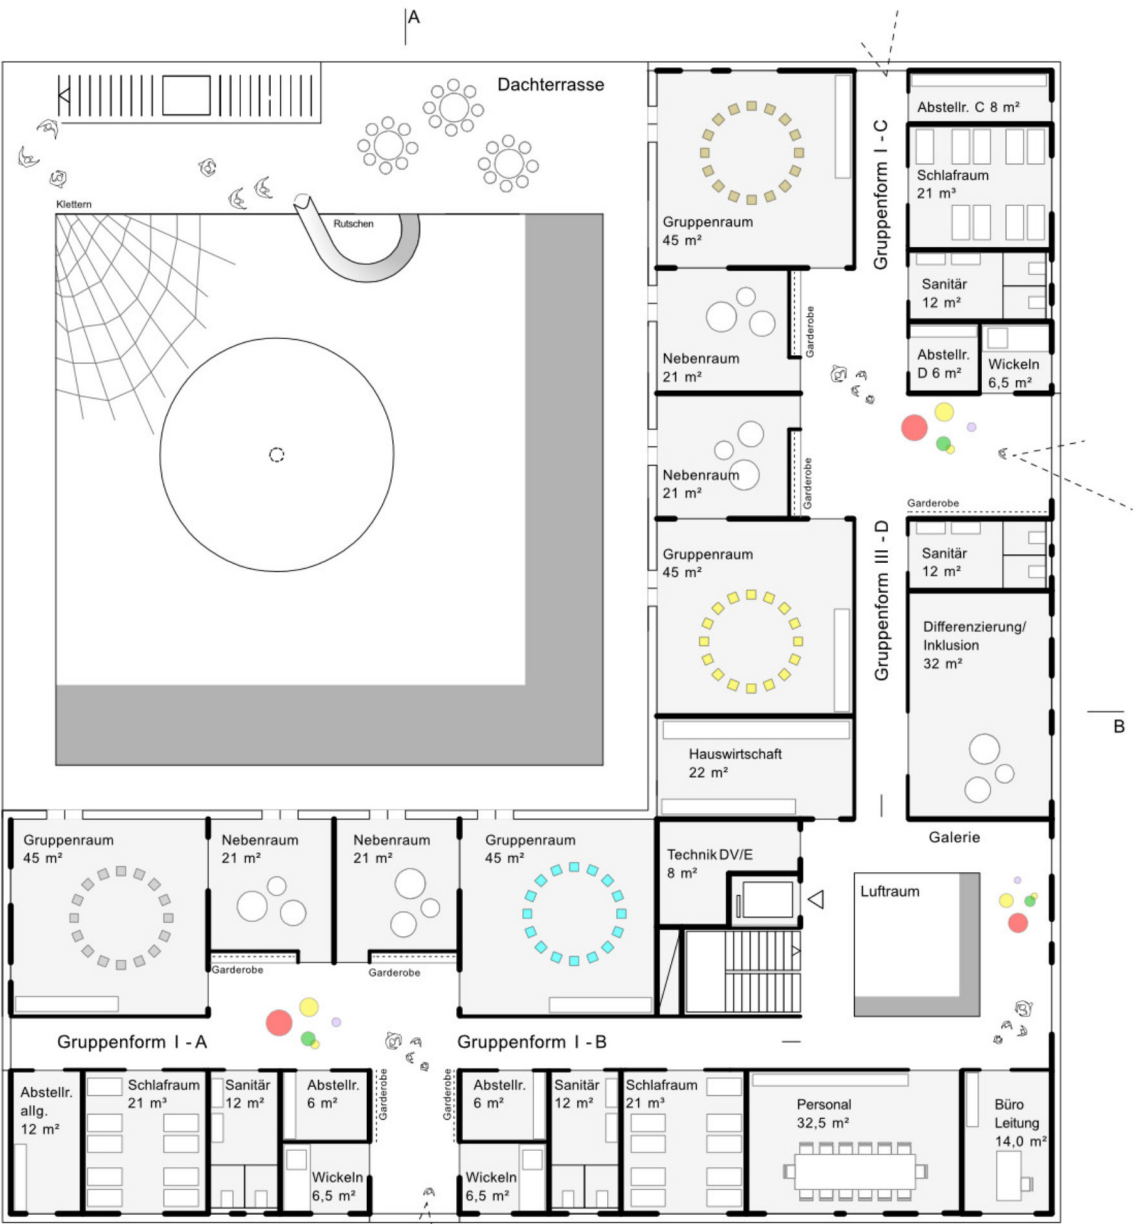 A
Dachterrasse
Klettern
Rutschen
Gruppenraum
45 m²
Gruppenform I - C
Abstellr. C 8 m²
Schlafraum
21 m³
Sanitär
12 m²
Garderobe
Nebenraum
21 m²
Abstellr.
D 6 m²
Wickeln
6,5 m²
Nebenraum
21 m²
Garderobe
Garderobe
Gruppenraum
45 m²
Gruppenform III - D
Sanitär
12 m²
Differenzierung/
Inklusion
32 m²
B
Hauswirtschaft
22 m²
Galerie
Gruppenraum
45 m²
Nebenraum
21 m²
Nebenraum
21 m²
Gruppenraum
45 m²
Technik DV/E
8 m²
Luftraum
Garderobe
Garderobe
Gruppenform I - A
Gruppenform I - B
Abstellr.
allg.
12 m²
Schlafraum
21 m³
Sanitär
12 m²
Abstellr.
6 m²
Garderobe
Garderobe
Abstellr.
6 m²
Sanitär
12 m²
Schlafraum
21 m³
Personal
32,5 m²
Büro
Leitung
14,0 m²
Wickeln
6,5 m²
Wickeln
6,5 m²